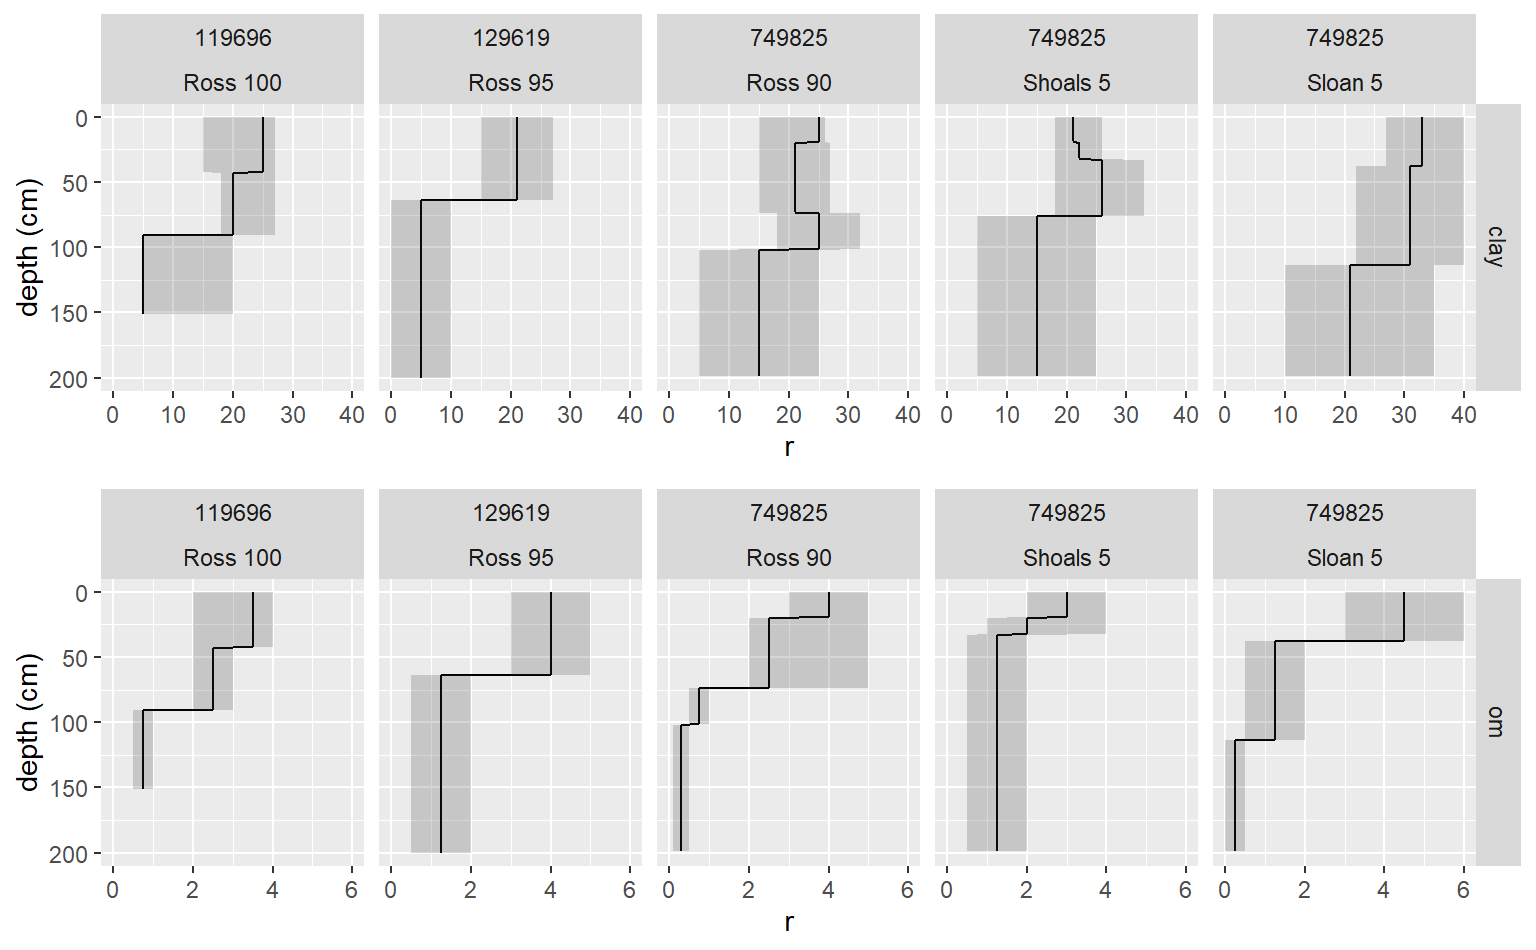 119696 129619 749825 749825 749825
Ross 100 Ross 95 Ross 90 Shoals 5 Sloan 5
0
50
100
150
200
depth (cm)
clay
0 10 20 30 40 0 10 20 30 40 0 10 20 30 40 0 10 20 30 40 0 10 20 30 40
r
119696 129619 749825 749825 749825
Ross 100 Ross 95 Ross 90 Shoals 5 Sloan 5
0
50
100
150
200
depth (cm)
om
0 2 4 6 0 2 4 6 0 2 4 6 0 2 4 6 0 2 4 6
r